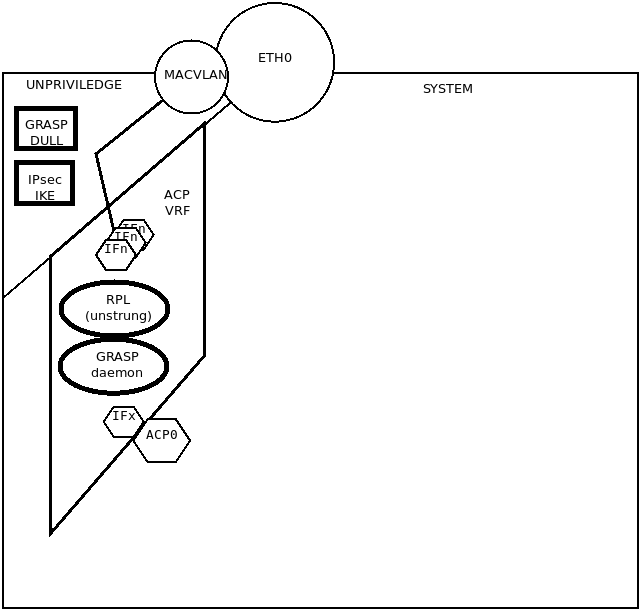 ETH0
MACVLAN
UNPRIVILEDGE
SYSTEM
GRASP
DULL
IPsec
IKE
ACP
VRF
IFn
IFn
IFn
RPL
(unstrung)
GRASP
daemon
IFx
ACP0